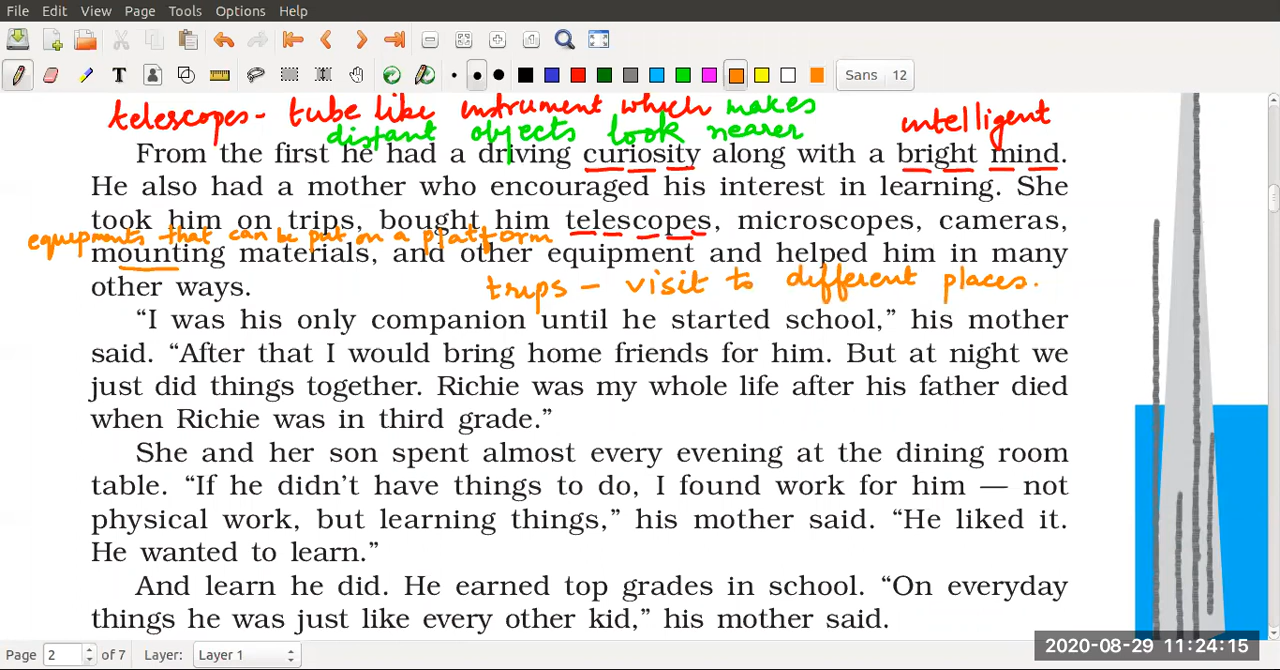 File Edit View Page Tools Options Help
Sans 12
telescopes- tube like instrument which makes
distant objects look nearer
intelligent
From the first he had a driving curiosity along with a bright mind.
He also had a mother who encouraged his interest in learning. She
took him on trips, bought him telescopes, microscopes, cameras,
equipments that can be put on a platform
mounting materials, and other equipment and helped him in many
other ways.
trips – visit to different places.
“I was his only companion until he started school,” his mother
said. “After that I would bring home friends for him. But at night we
just did things together. Richie was my whole life after his father died
when Richie was in third grade.”
She and her son spent almost every evening at the dining room
table. “If he didn’t have things to do, I found work for him — not
physical work, but learning things,” his mother said. “He liked it.
He wanted to learn.”
And learn he did. He earned top grades in school. “On everyday
things he was just like every other kid,” his mother said.
Page 2 of 7 Layer: Layer 1
2020-08-29 11:24:15